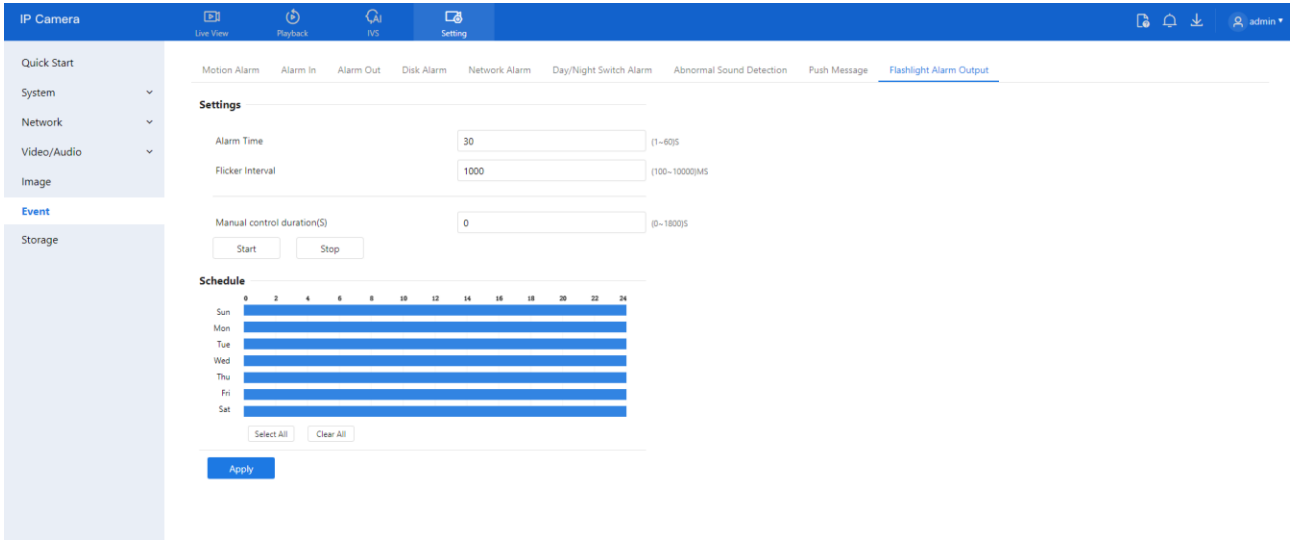 IP Camera
Live View
Playback
IVS
Setting
admin
Quick Start
System
Network
Video/Audio
Image
Event
Storage
Motion Alarm Alarm In Alarm Out Disk Alarm Network Alarm Day/Night Switch Alarm Abnormal Sound Detection Push Message Flashlight Alarm Output
Settings
Alarm Time 30 (1~60)S
Flicker Interval 1000 (100~10000)MS
Manual control duration(S) 0 (0~1800)S
Start Stop
Schedule
0 2 4 6 8 10 12 14 16 18 20 22 24
Sun
Mon
Tue
Wed
Thu
Fri
Sat
Select All Clear All
Apply